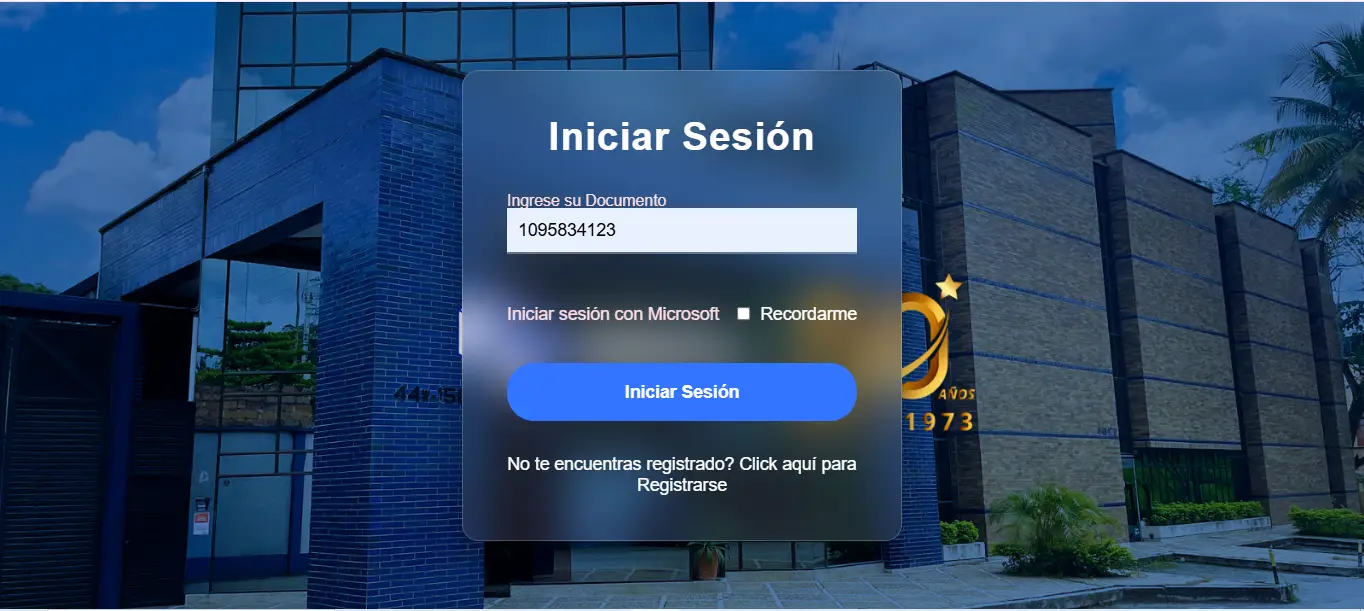 Iniciar Sesión
Ingrese su Documento
1095834123
Iniciar sesión con Microsoft Recordarme
Iniciar Sesión
AÑOS
1973
No te encuentras registrado? Click aquí para
Registrarse